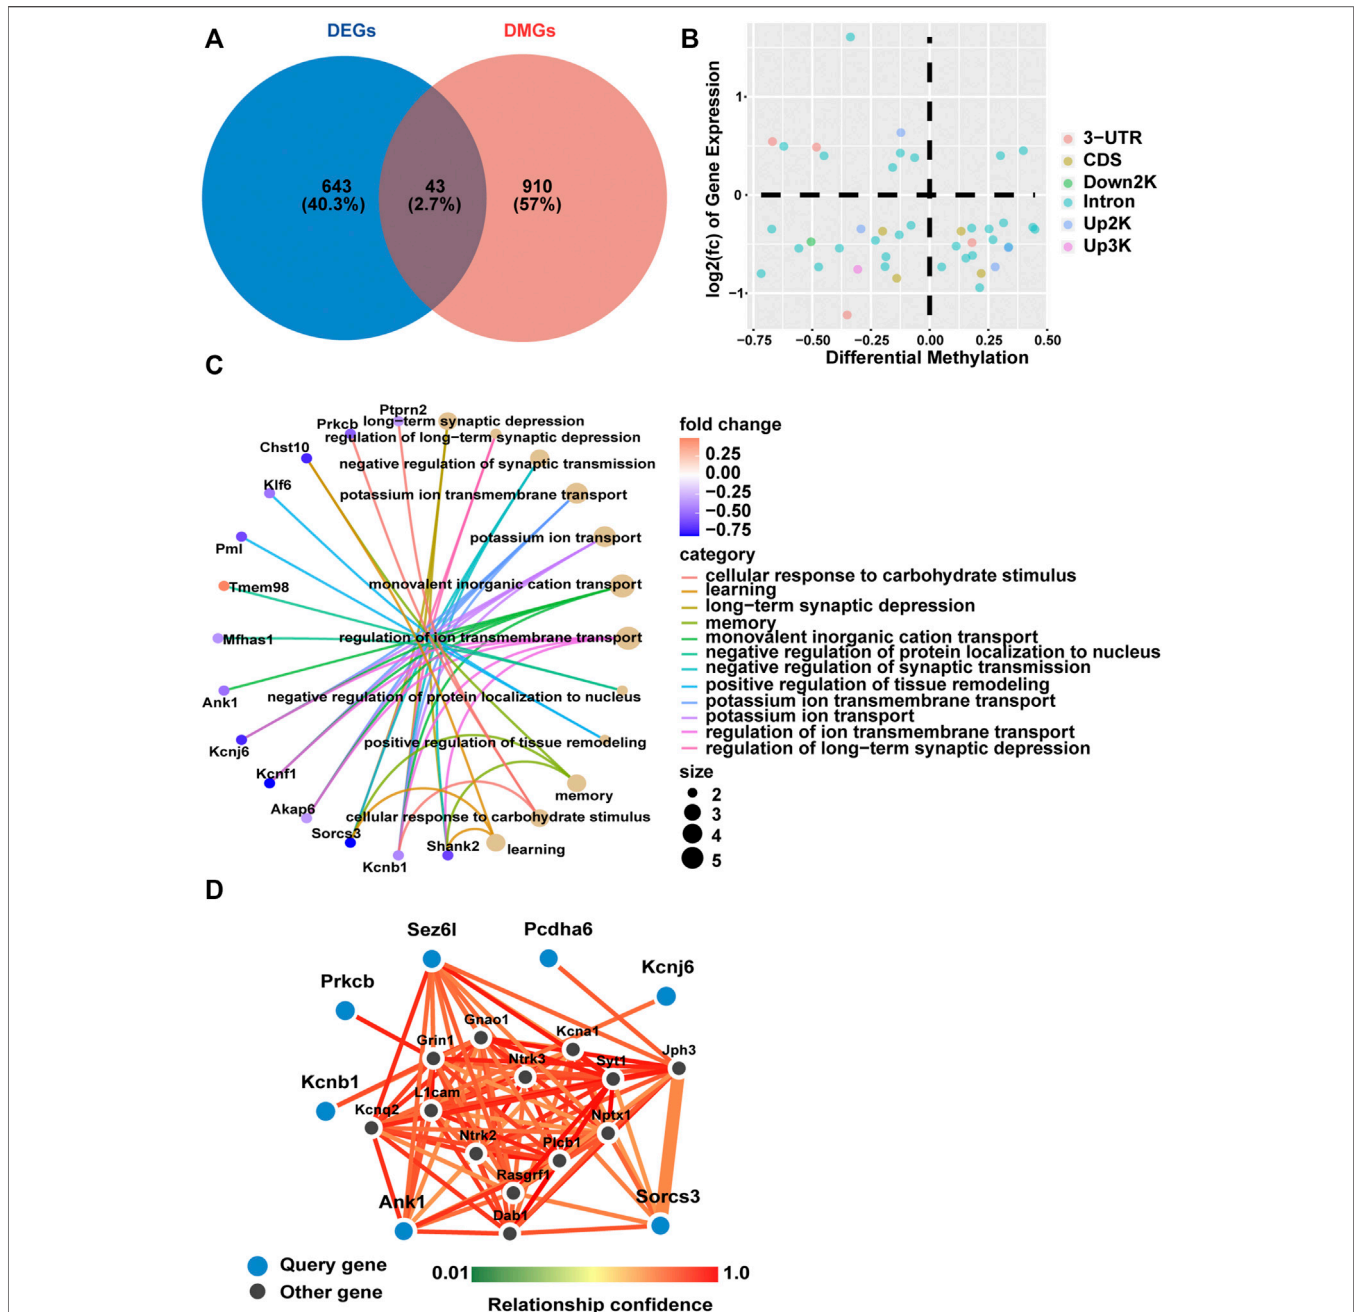 A
DEGs
DMGs
643
(40.3%)
43
(2.7%)
910
(57%)
B
log2(fc) of Gene Expression
1
0
−1
−0.75
−0.50
−0.25
0.00
0.25
0.50
Differential Methylation
3−UTR
CDS
Down2K
Intron
Up2K
Up3K
C
Ptprn2
Prkcb
Chst10
Klf6
Pml
Tmem98
Mfhas1
Ank1
Kcnj6
Kcnf1
Akap6
Sorcs3
Kcnb1
Shank2
long−term synaptic depression
regulation of long−term synaptic depression
negative regulation of synaptic transmission
potassium ion transmembrane transport
potassium ion transport
monovalent inorganic cation transport
regulation of ion transmembrane transport
negative regulation of protein localization to nucleus
positive regulation of tissue remodeling
memory
cellular response to carbohydrate stimulus
learning
fold change
0.25
0.00
−0.25
−0.50
−0.75
category
cellular response to carbohydrate stimulus
learning
long−term synaptic depression
memory
monovalent inorganic cation transport
negative regulation of protein localization to nucleus
negative regulation of synaptic transmission
positive regulation of tissue remodeling
potassium ion transmembrane transport
potassium ion transport
regulation of ion transmembrane transport
regulation of long−term synaptic depression
size
2
3
4
5
D
Sez6l
Pcdha6
Kcnj6
Prkcb
Gnao1
Kcna1
Grin1
Ntrk3
Syt1
Jph3
Kcnb1
L1cam
Kcnq2
Nptx1
Ntrk2
Plcb1
Rasgrf1
Ank1
Sorcs3
Dab1
Query gene
Other gene
0.01
1.0
Relationship confidence